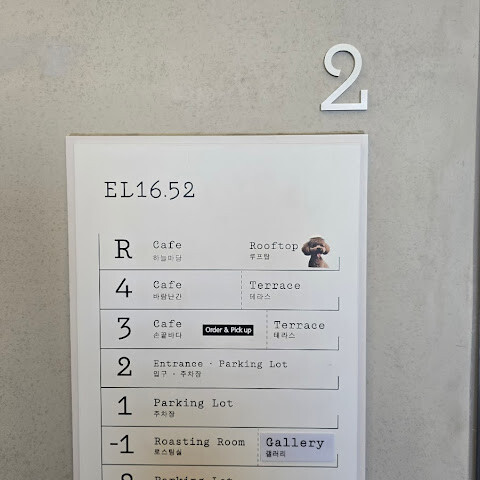 2
EL16.52
R Cafe Rooftop
하늘마당 루프탑
4 Cafe Terrace
바람난간 테라스
3 Cafe Order & Pick up Terrace
손끝바다 테라스
2 Entrance · Parking Lot
입구 · 주차장
1 Parking Lot
주차장
-1 Roasting Room Gallery
로스팅실 갤러리
Parking Lot